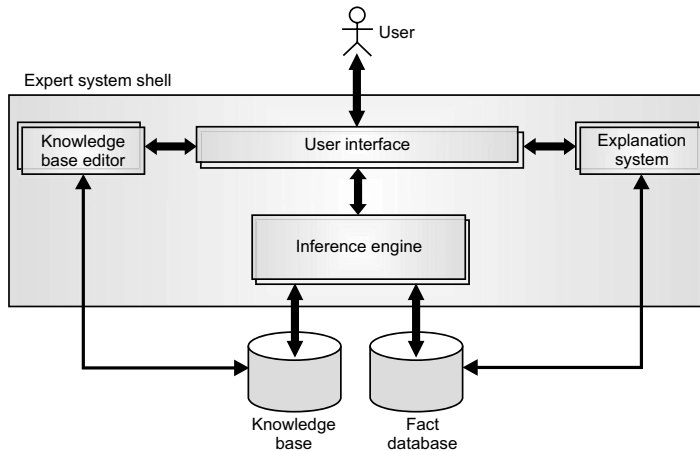 User
Expert system shell
Knowledge
base editor
User interface
Explanation
system
Inference engine
Knowledge
base
Fact
database